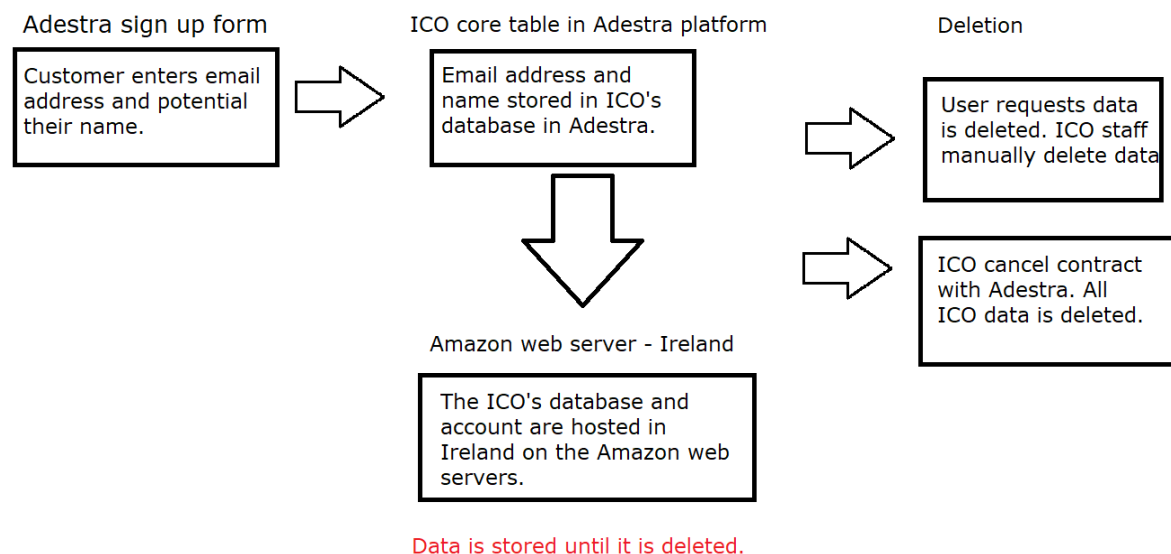 Adestra sign up form
Customer enters email
address and potential
their name.
ICO core table in Adestra platform
Email address and
name stored in ICO's
database in Adestra.
Deletion
User requests data
is deleted. ICO staff
manually delete data
ICO cancel contract
with Adestra. All
ICO data is deleted.
Amazon web server - Ireland
The ICO's database and
account are hosted in
Ireland on the Amazon web
servers.
Data is stored until it is deleted.